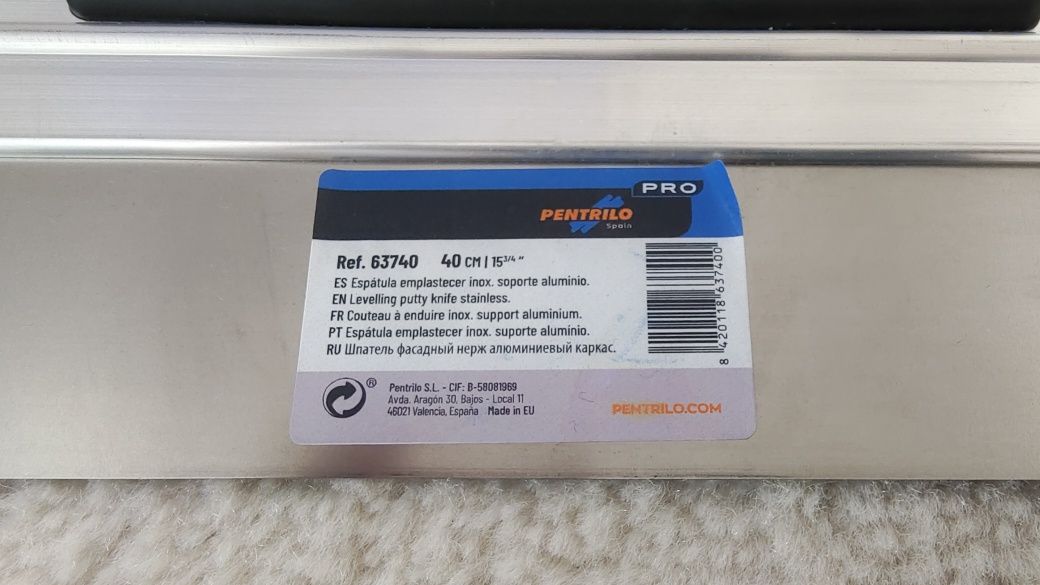 PRO
PENTRILO
Spain
Ref. 63740 40 CM | 15 3/4 "
ES Espátula emplastecer inox. soporte aluminio.
EN Levelling putty knife stainless.
FR Couteau à enduire inox. support aluminium.
PT Espátula emplastecer inox. suporte alumínio.
RU Шпатель фасадный нерж алюминиевый каркас.
8 420118 637400
®
Pentrilo S.L. - CIF: B-58081969
Avda. Aragón 30, Bajos - Local 11
46021 Valencia, España Made in EU
PENTRILO.COM